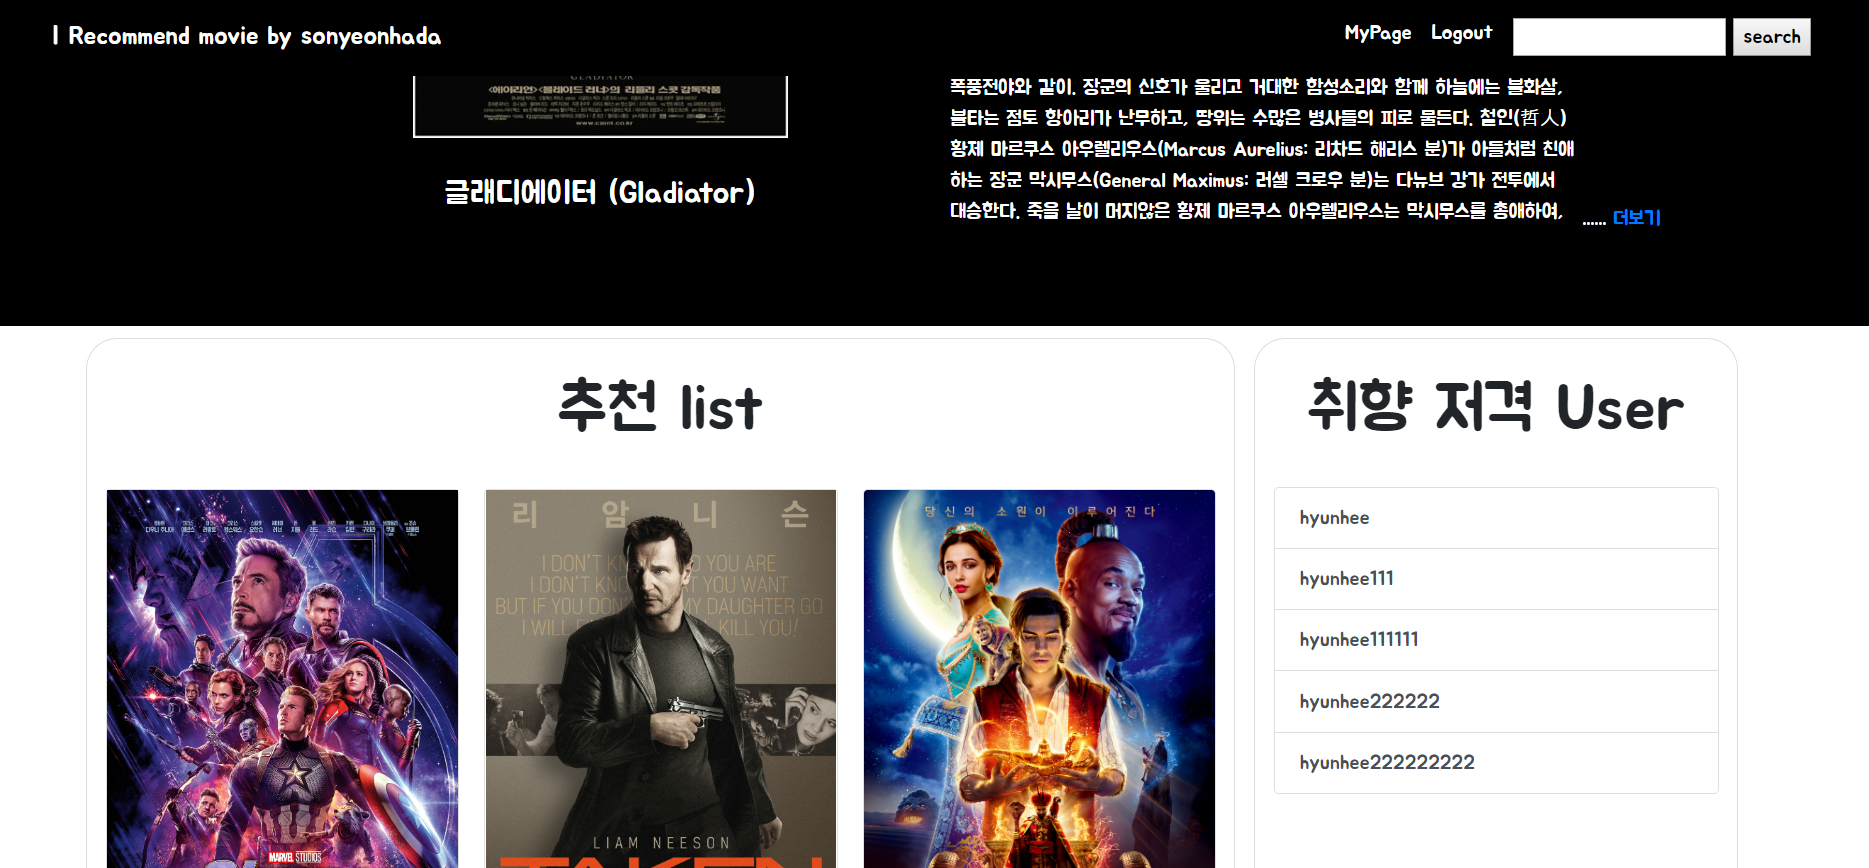 I Recommend movie by sonyeonhada
MyPage
Logout
search
GLADIATOR
<에이리언><블레이드 러너>의 리들리 스콧 감독작품
www.cjent.co.kr
글래디에이터 (Gladiator)
폭풍전야와 같이. 장군의 신호가 울리고 거대한 함성소리와 함께 하늘에는 불화살,
불타는 점토 항아리가 난무하고, 땅위는 수많은 병사들의 피로 물든다. 철인(哲人)
황제 마르쿠스 아우렐리우스(Marcus Aurelius: 리차드 해리스 분)가 아들처럼 친애
하는 장군 막시무스(General Maximus: 러셀 크로우 분)는 다뉴브 강가 전투에서
대승한다. 죽을 날이 머지않은 황제 마르쿠스 아우렐리우스는 막시무스를 총애하여,
...... 더보기
추천 list
리 암 니 슨
I DON'T KN O YOU ARE
I DON'T KNO T YOU WANT
BUT IF YOU DON MY DAUGHTER GO
I WILL KILL YOU!
LIAM NEESON
TAKEN
당신의 소원이 이루어진다
MARVEL STUDIOS
취향 저격 User
hyunhee
hyunhee111
hyunhee111111
hyunhee222222
hyunhee222222222